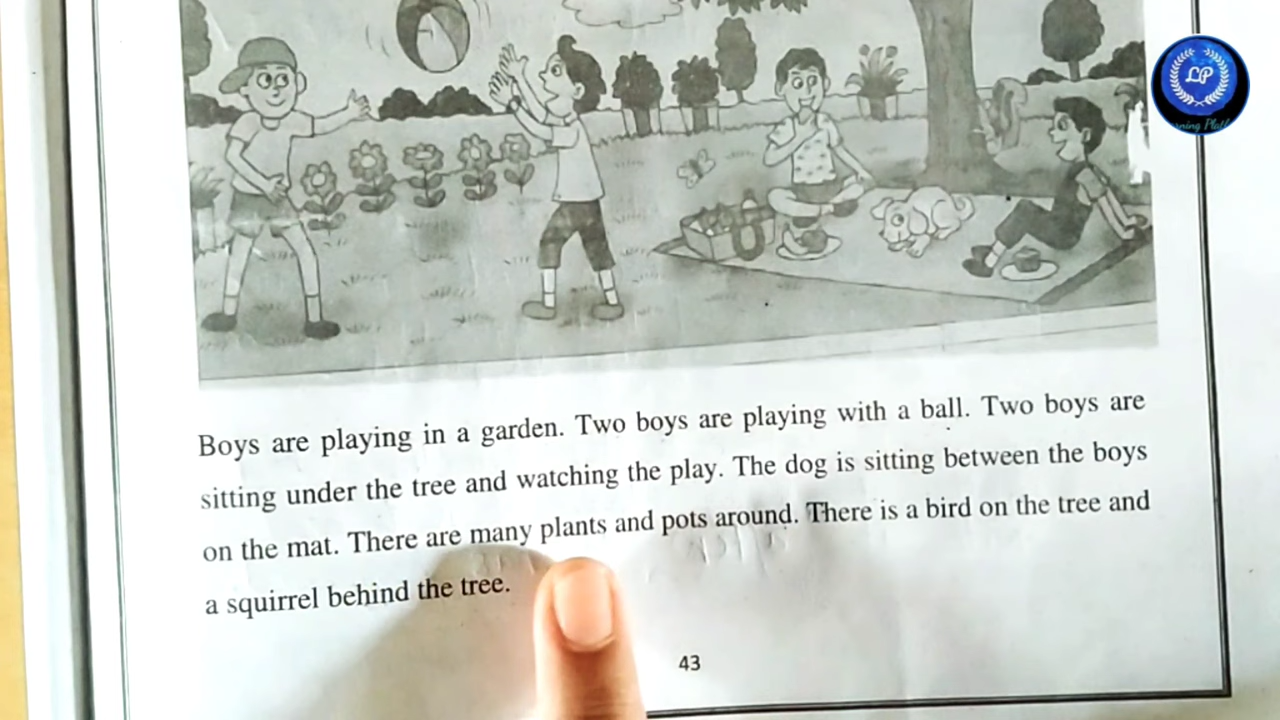 LP
Boys are playing in a garden. Two boys are playing with a ball. Two boys are
sitting under the tree and watching the play. The dog is sitting between the boys
on the mat. There are many plants and pots around. There is a bird on the tree and
a squirrel behind the tree.
43